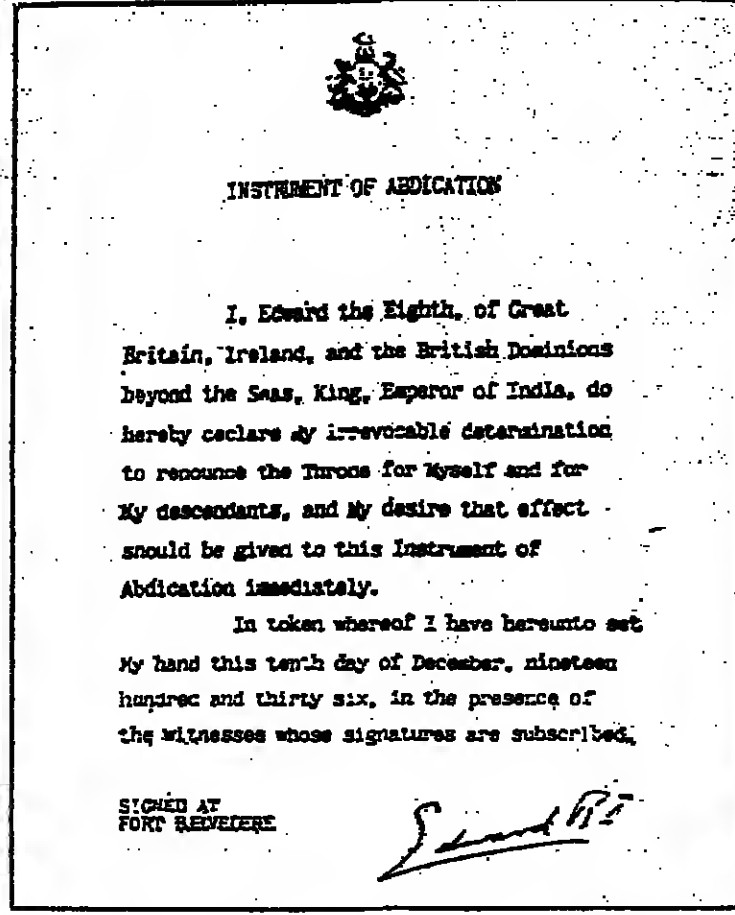 INSTRUMENT OF ABDICATION
I, Edward the Eighth, of Great
Britain, Ireland, and the British Dominions
beyond the Seas, King, Emperor of India, do
hereby declare My irrevocable determination
to renounce the Throne for Myself and for
My descendants, and My desire that effect
should be given to this Instrument of
Abdication immediately.
In token whereof I have hereunto set
My hand this tenth day of December, nineteen
hundred and thirty six, in the presence of
the witnesses whose signatures are subscribed.
SIGNED AT
FORT BELVEDERE
Edward RI